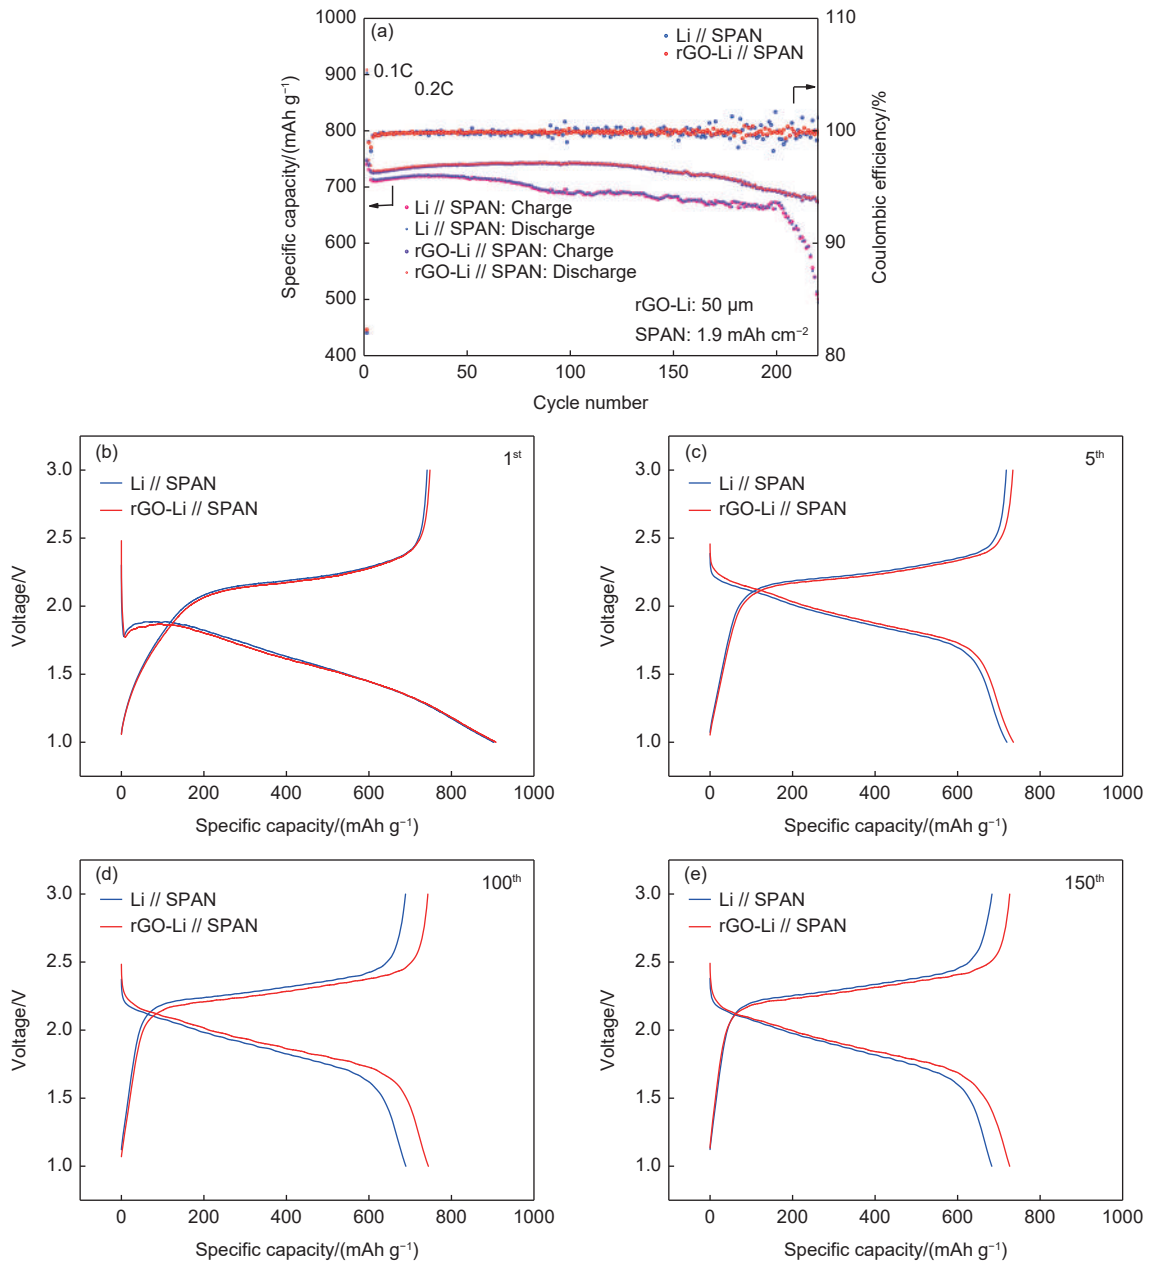 (a)
1000
900
800
700
600
500
400
Specific capacity/(mAh g⁻¹)
110
100
90
80
Coulombic efficiency/%
Li // SPAN
rGO-Li // SPAN
0.1C
0.2C
Li // SPAN: Charge
Li // SPAN: Discharge
rGO-Li // SPAN: Charge
rGO-Li // SPAN: Discharge
rGO-Li: 50 μm
SPAN: 1.9 mAh cm⁻²
0 50 100 150 200
Cycle number
(b)
1st
Li // SPAN
rGO-Li // SPAN
3.0
2.5
2.0
1.5
1.0
Voltage/V
0 200 400 600 800 1000
Specific capacity/(mAh g⁻¹)
(c)
5th
Li // SPAN
rGO-Li // SPAN
3.0
2.5
2.0
1.5
1.0
Voltage/V
0 200 400 600 800 1000
Specific capacity/(mAh g⁻¹)
(d)
100th
Li // SPAN
rGO-Li // SPAN
3.0
2.5
2.0
1.5
1.0
Voltage/V
0 200 400 600 800 1000
Specific capacity/(mAh g⁻¹)
(e)
150th
Li // SPAN
rGO-Li // SPAN
3.0
2.5
2.0
1.5
1.0
Voltage/V
0 200 400 600 800 1000
Specific capacity/(mAh g⁻¹)